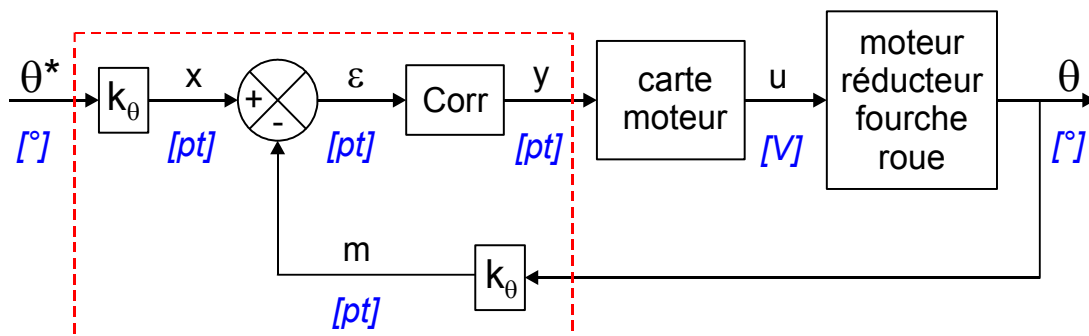 θ*
[°]
kθ
x
[pt]
+
-
ε
[pt]
Corr
y
[pt]
carte
moteur
u
[V]
moteur
réducteur
fourche
roue
θ
[°]
m
[pt]
kθ